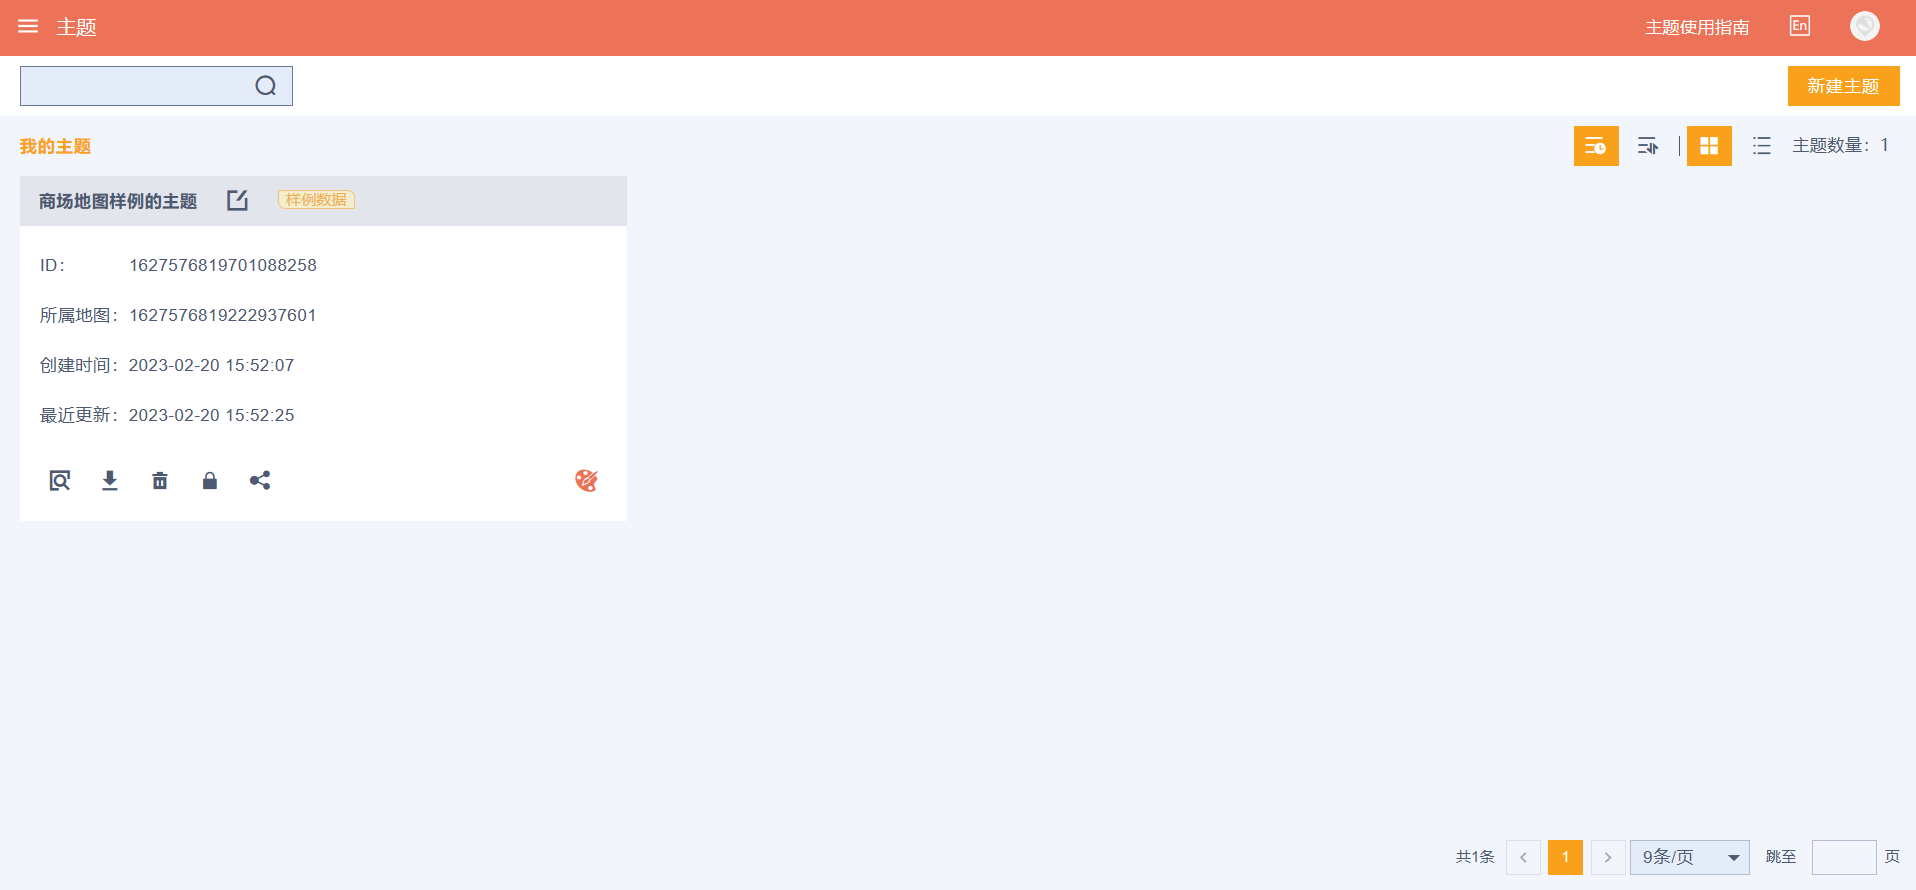 主题
主题使用指南
En
新建主题
我的主题
主题数量：1
商场地图样例的主题
样例数据
ID：
1627576819701088258
所属地图：1627576819222937601
创建时间：2023-02-20 15:52:07
最近更新：2023-02-20 15:52:25
共1条
1
9条/页
跳至
页